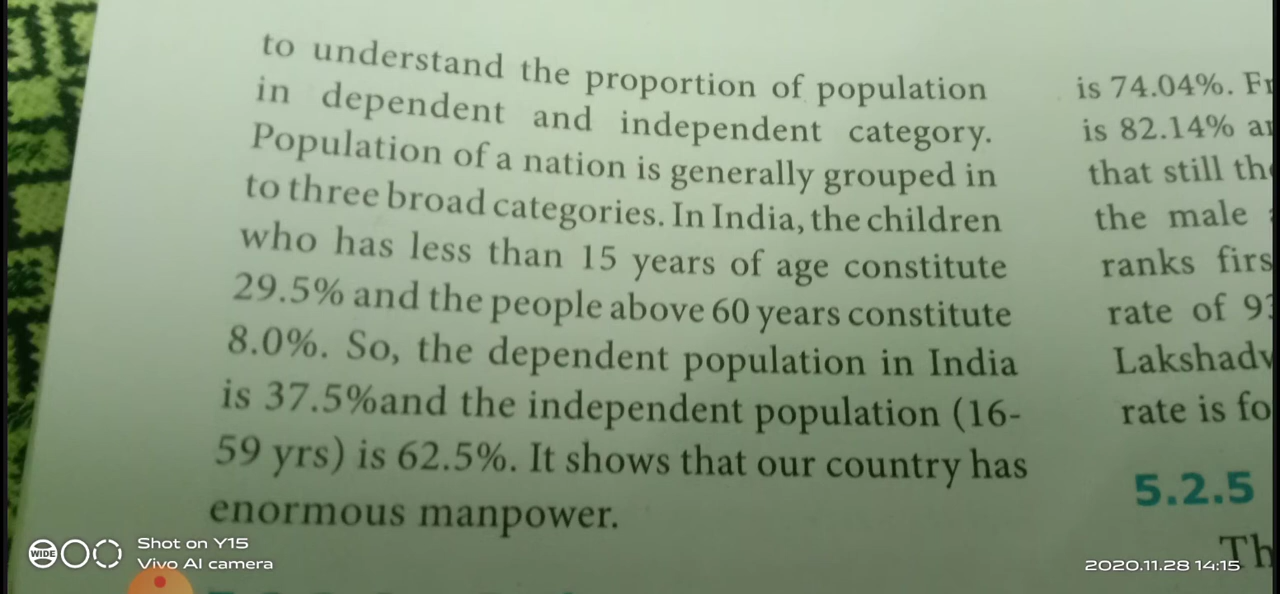 to understand the proportion of population
in dependent and independent category.
Population of a nation is generally grouped in
to three broad categories. In India, the children
who has less than 15 years of age constitute
29.5% and the people above 60 years constitute
8.0%. So, the dependent population in India
is 37.5%and the independent population (16-
59 yrs) is 62.5%. It shows that our country has
enormous manpower.
is 74.04%.
is 82.14%
that still
the male
ranks
rate of
rate is
5.2.5
WIDE
Shot on Y15
Vivo AI camera
2020.11.28 14:15